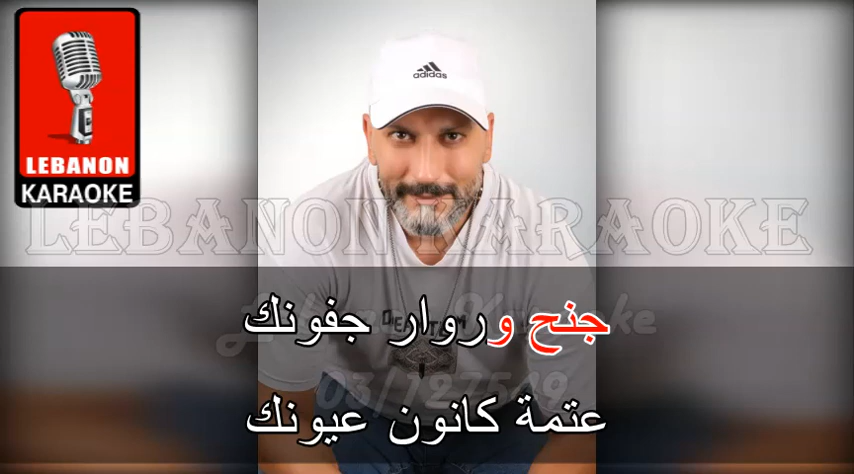 adidas
LEBANON
KARAOKE
LEBANON KARAOKE
جنح وروار جفونك
عتمة كانون عيونك